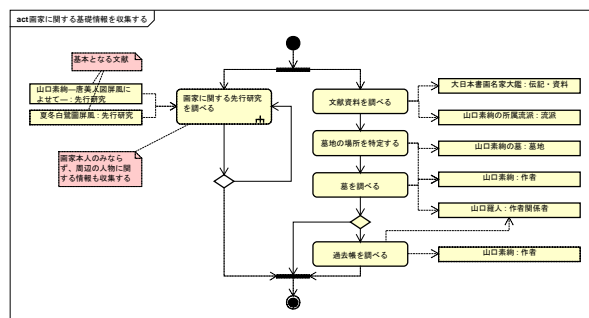 act 画家に関する基礎情報を収集する
基本となる文献
山口素絢―唐美人図屏風に
よせて― : 先行研究
夏冬白鷺図屏風 : 先行研究
画家に関する先行研究
を調べる
画家本人のみなら
ず、周辺の人物に関
する情報も収集する
文献資料を調べる
墓地の場所を特定する
墓を調べる
過去帳を調べる
大日本書画名家大鑑 : 伝記・資料
山口素絢の所属流派 : 流派
山口素絢の墓 : 墓地
山口素絢 : 作者
山口羅人 : 作者関係者
山口素絢 : 作者